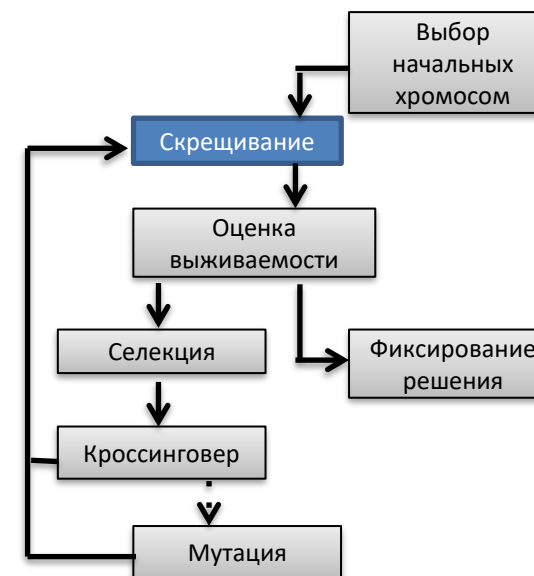 Выбор
начальных
хромосом
Скрещивание
Оценка
выживаемости
Селекция
Фиксирование
решения
Кроссинговер
Мутация